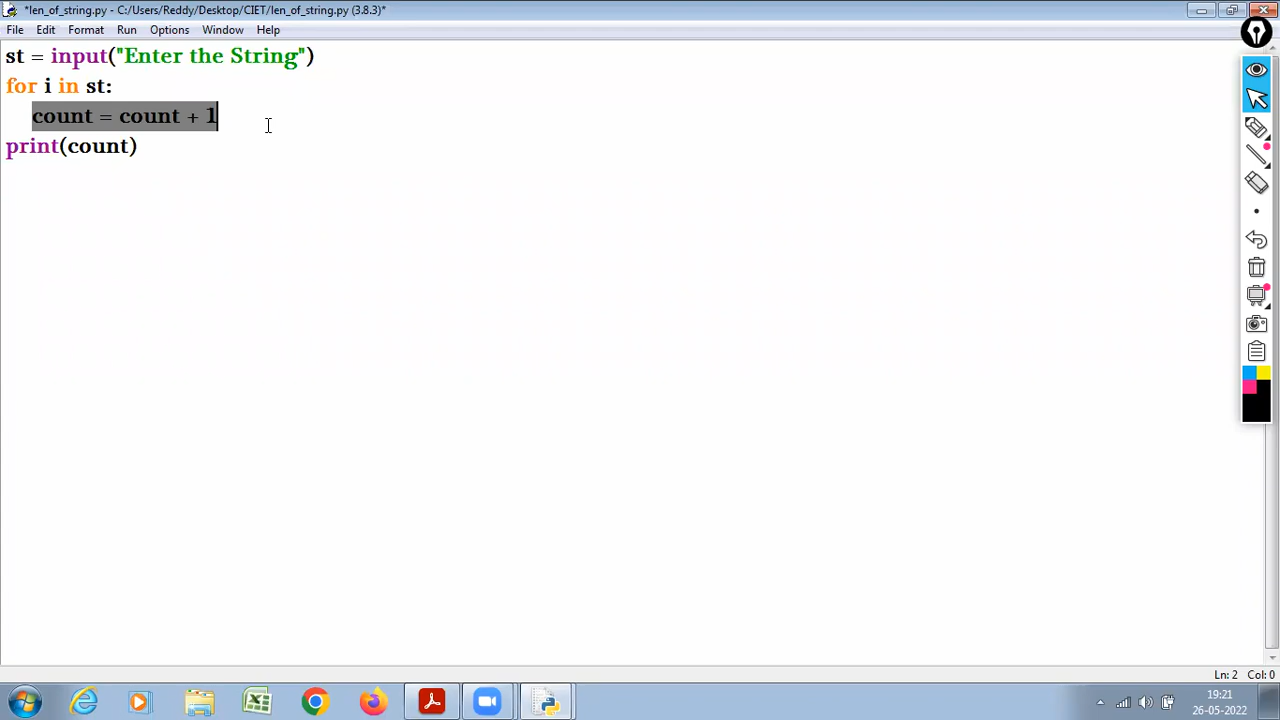 *len_of_string.py - C:/Users/Reddy/Desktop/CIET/len_of_string.py (3.8.3)*
File Edit Format Run Options Window Help
st = input("Enter the String")
for i in st:
    count = count + 1
print(count)
Ln: 2 Col: 0
19:21
26-05-2022